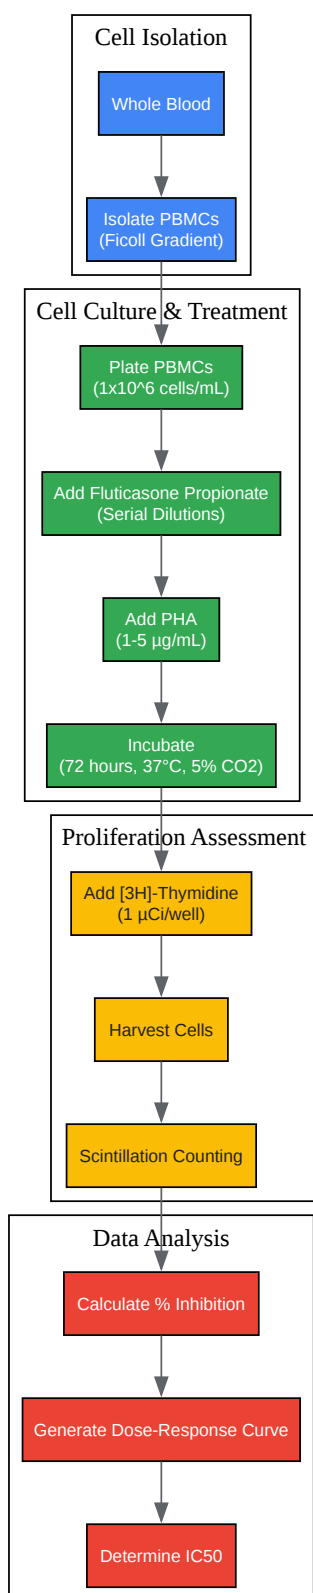 Cell Isolation
Whole Blood
Isolate PBMCs
(Ficoll Gradient)
Cell Culture & Treatment
Plate PBMCs
(1x10^6 cells/mL)
Add Fluticasone Propionate
(Serial Dilutions)
Add PHA
(1-5 µg/mL)
Incubate
(72 hours, 37°C, 5% CO2)
Proliferation Assessment
Add [3H]-Thymidine
(1 µCi/well)
Harvest Cells
Scintillation Counting
Data Analysis
Calculate % Inhibition
Generate Dose-Response Curve
Determine IC50